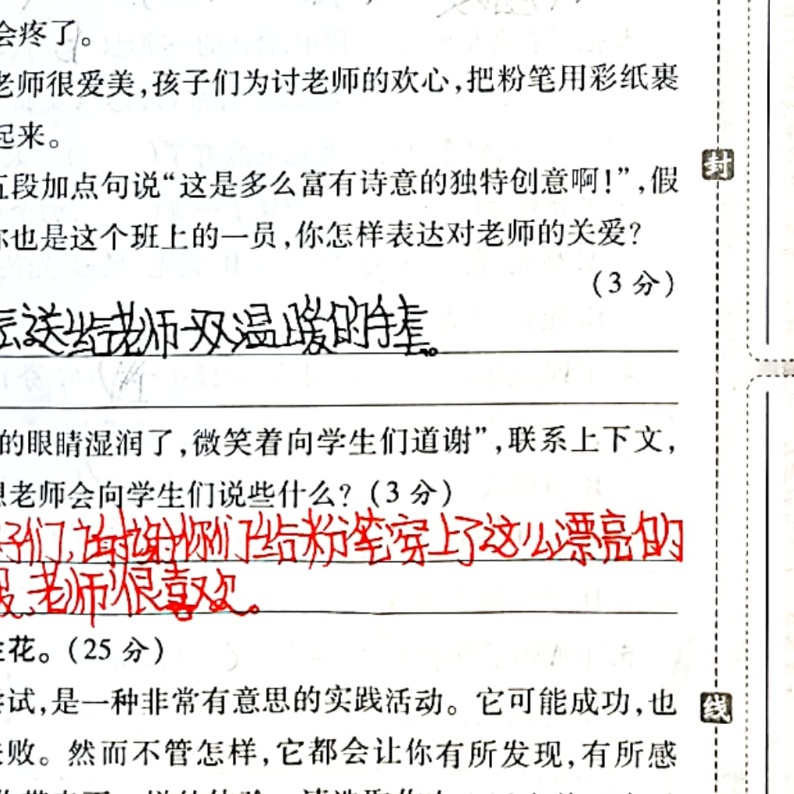 会疼了。
老师很爱美,孩子们为讨老师的欢心,把粉笔用彩纸裹
起来。
五段加点句说“这是多么富有诗意的独特创意啊!”,假
你也是这个班上的一员,你怎样表达对老师的关爱?
(3分)
送给老师一双温暖的手套。
的眼睛湿润了,微笑着向学生们道谢”,联系上下文,
想老师会向学生们说些什么?(3分)
子们,谢谢你们给粉笔穿上了这么漂亮的
老师很喜欢。
花。(25分)
尝试,是一种非常有意思的实践活动。它可能成功,也
失败。然而不管怎样,它都会让你有所发现,有所感
封
线